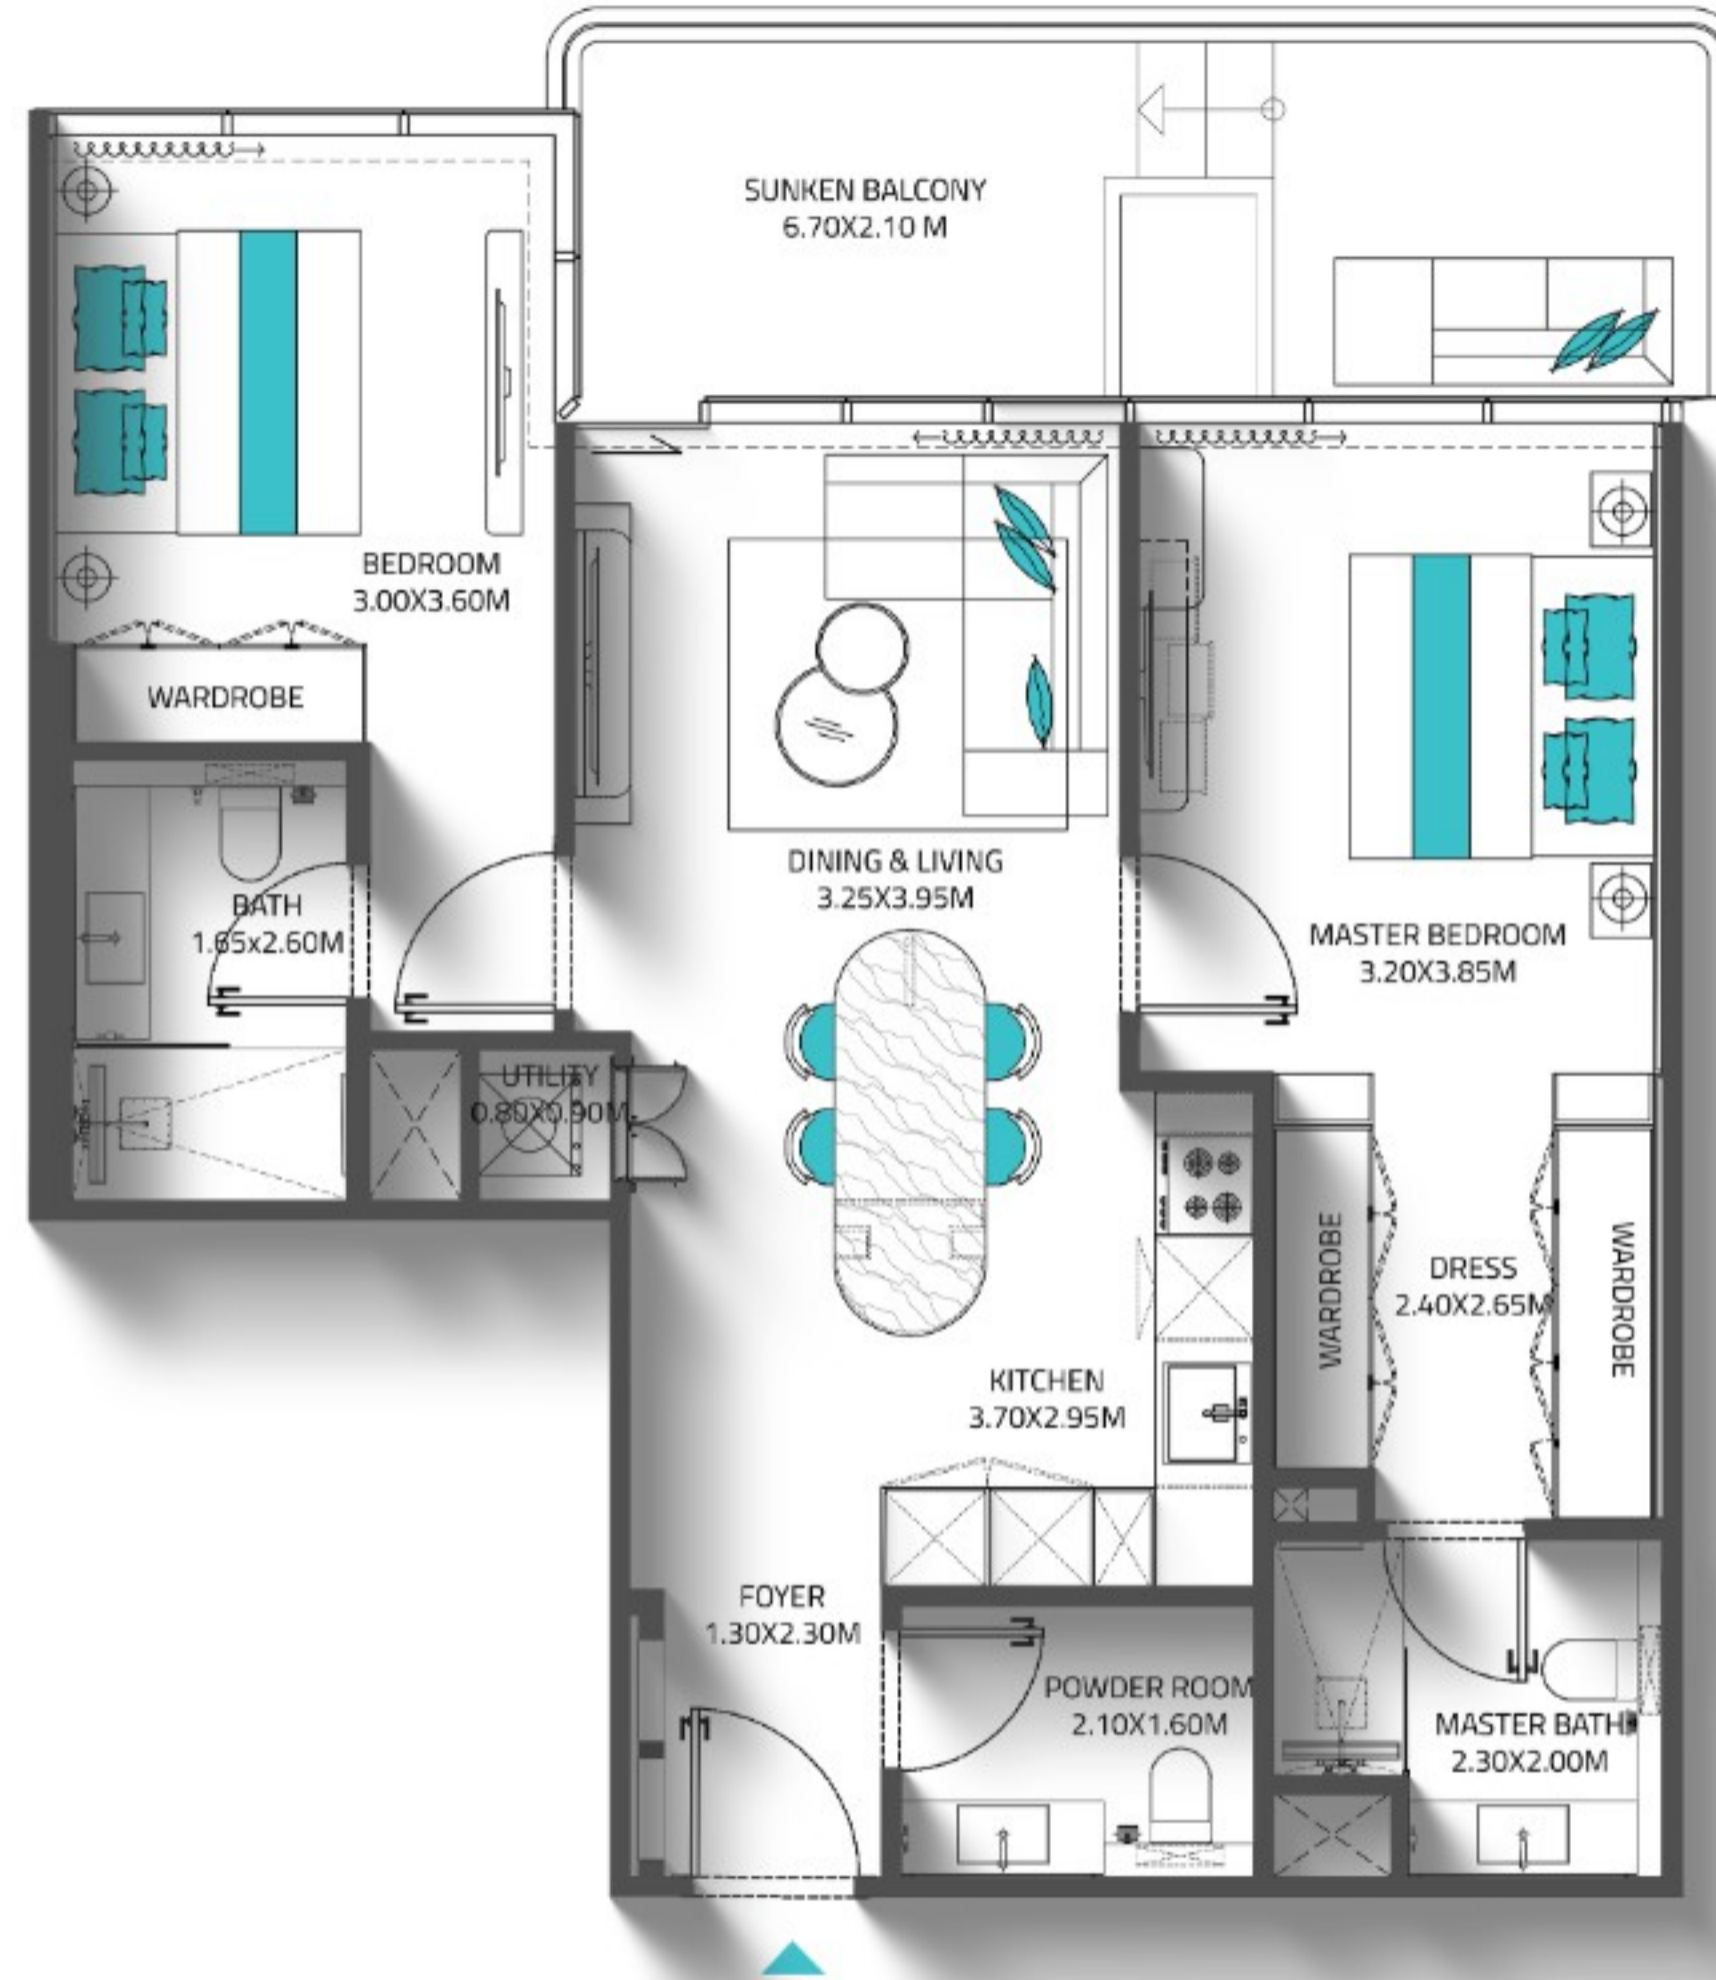 SUNKEN BALCONY
6.70X2.10 M
BEDROOM
3.00X3.60M
WARDROBE
DINING & LIVING
3.25X3.95M
BATH
1.65x2.60M
MASTER BEDROOM
3.20X3.85M
UTILITY
0.80X0.90M
WARDROBE
DRESS
2.40X2.65M
WARDROBE
KITCHEN
3.70X2.95M
FOYER
1.30X2.30M
POWDER ROOM
2.10X1.60M
MASTER BATH
2.30X2.00M